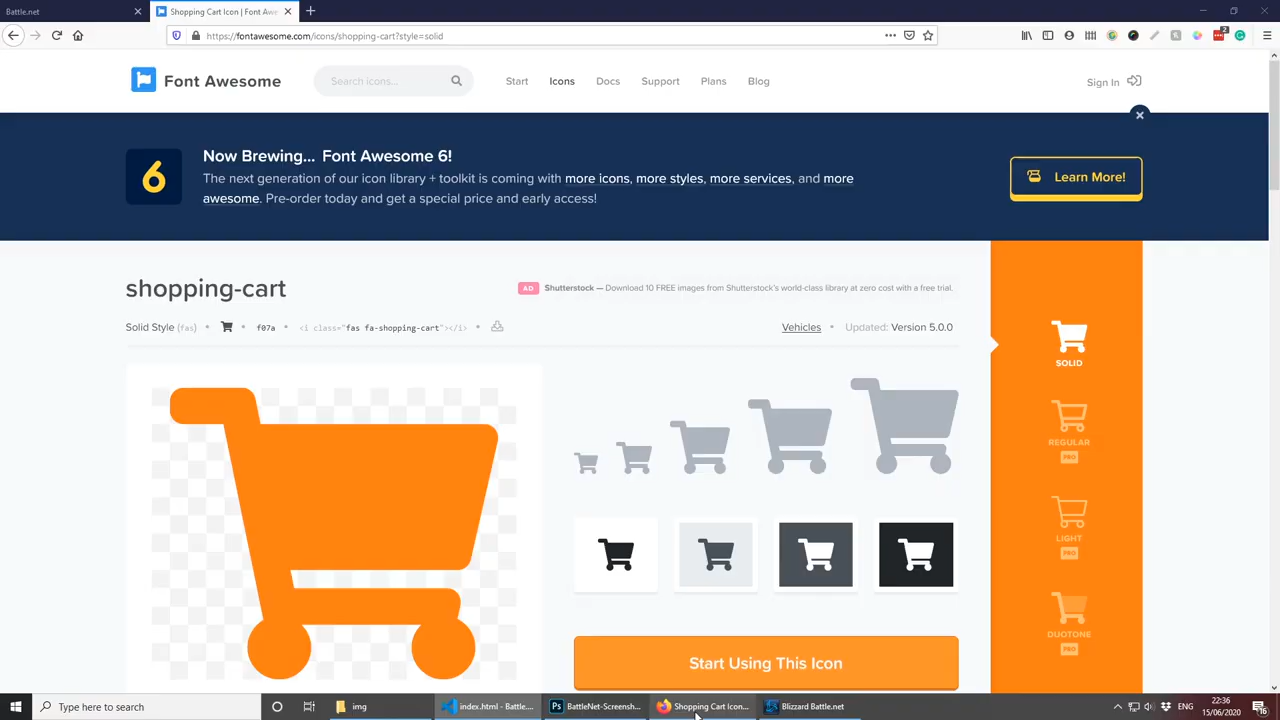 Battle.net
Shopping Cart Icon | Font Awe
https://fontawesome.com/icons/shopping-cart?style=solid
2
Font Awesome
Search icons...
Start
Icons
Docs
Support
Plans
Blog
Sign In
6
Now Brewing... Font Awesome 6!
The next generation of our icon library + toolkit is coming with more icons, more styles, more services, and more
awesome. Pre-order today and get a special price and early access!
Learn More!
shopping-cart
AD Shutterstock — Download 10 FREE images from Shutterstock's world-class library at zero cost with a free trial.
Solid Style (fas) • • f07a • <i class="fas fa-shopping-cart"></i> •
Vehicles • Updated: Version 5.0.0
SOLID
REGULAR
PRO
LIGHT
PRO
DUOTONE
PRO
Start Using This Icon
Type here to search
img
index.html - Battle....
Ps BattleNet-Screensh...
Shopping Cart Icon...
Blizzard Battle.net
ENG
22:36
15/06/2020
16